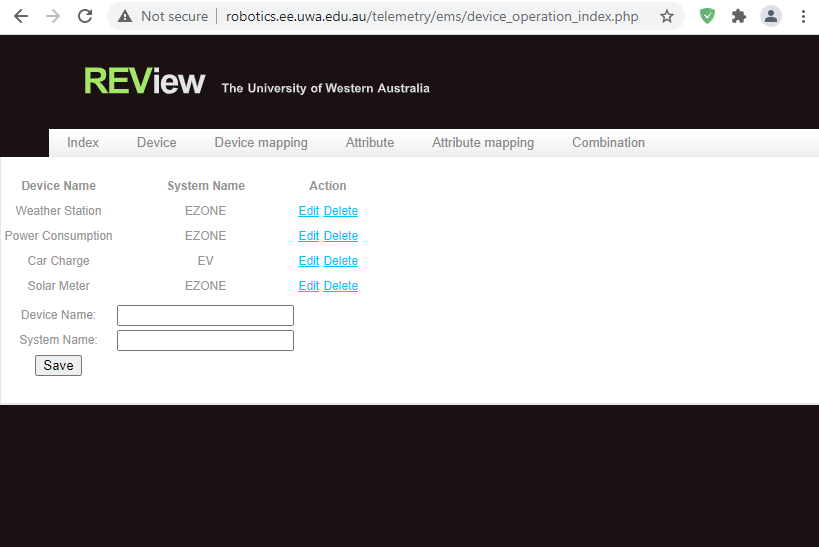 Not secure robotics.ee.uwa.edu.au/telemetry/ems/device_operation_index.php
REView The University of Western Australia
Index Device Device mapping Attribute Attribute mapping Combination
Device Name System Name Action
Weather Station EZONE Edit Delete
Power Consumption EZONE Edit Delete
Car Charge EV Edit Delete
Solar Meter EZONE Edit Delete
Device Name:
System Name:
Save